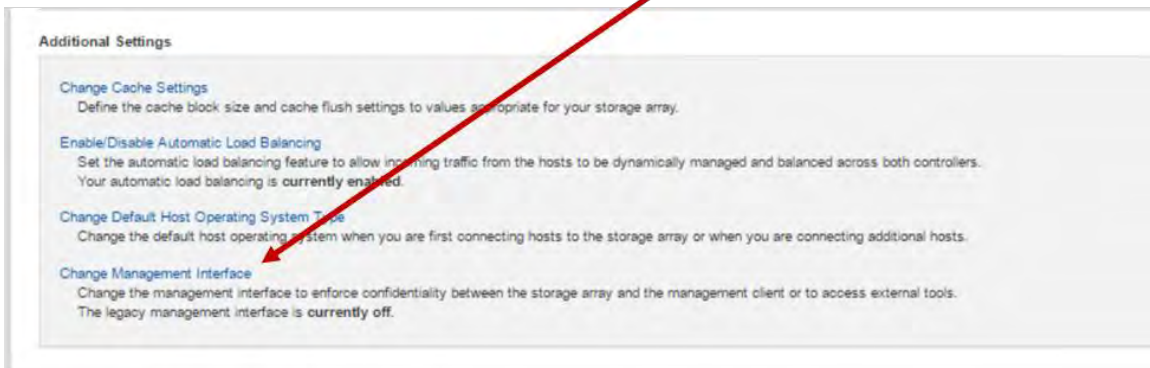 Additional Settings
Change Cache Settings
Define the cache block size and cache flush settings to values appropriate for your storage array.
Enable/Disable Automatic Load Balancing
Set the automatic load balancing feature to allow incoming traffic from the hosts to be dynamically managed and balanced across both controllers.
Your automatic load balancing is currently enabled.
Change Default Host Operating System Type
Change the default host operating system when you are first connecting hosts to the storage array or when you are connecting additional hosts.
Change Management Interface
Change the management interface to enforce confidentiality between the storage array and the management client or to access external tools.
The legacy management interface is currently off.